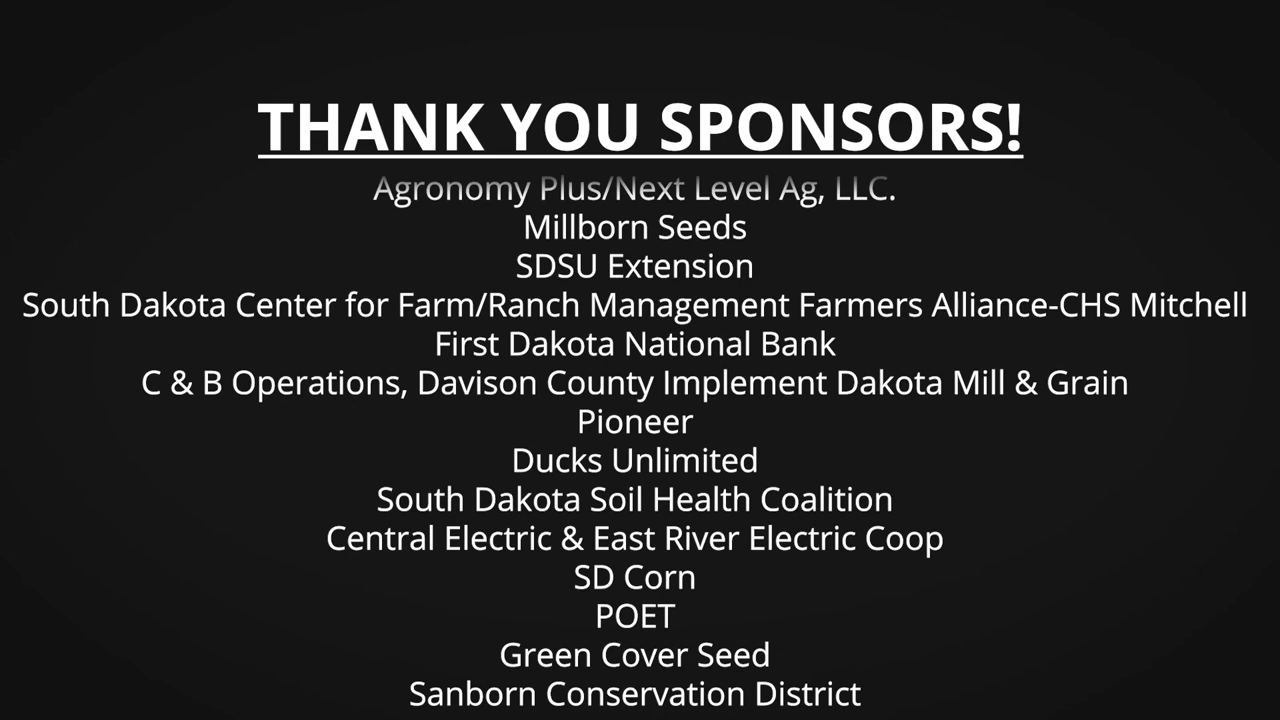 THANK YOU SPONSORS!
Agronomy Plus/Next Level Ag, LLC.
Millborn Seeds
SDSU Extension
South Dakota Center for Farm/Ranch Management Farmers Alliance-CHS Mitchell
First Dakota National Bank
C & B Operations, Davison County Implement Dakota Mill & Grain
Pioneer
Ducks Unlimited
South Dakota Soil Health Coalition
Central Electric & East River Electric Coop
SD Corn
POET
Green Cover Seed
Sanborn Conservation District